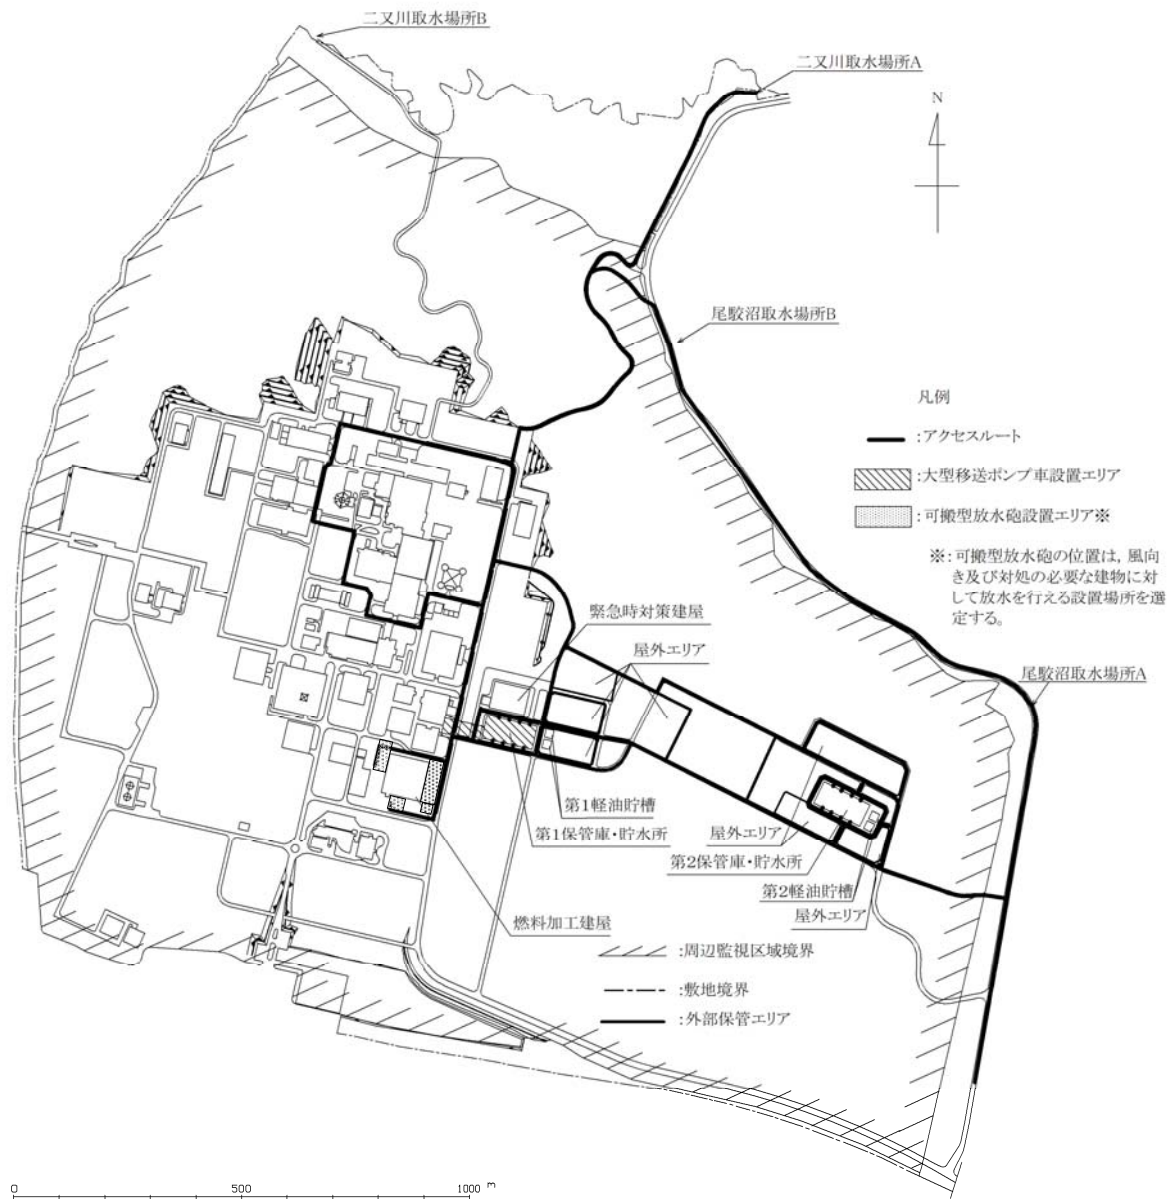 二又川取水場所B
二又川取水場所A
N
尾駮沼取水場所B
凡例
:アクセスルート
:大型移送ポンプ車設置エリア
:可搬型放水砲設置エリア※
※:可搬型放水砲の位置は,風向
き及び対処の必要な建物に対
して放水を行える設置場所を選
定する。
緊急時対策建屋
屋外エリア
尾駮沼取水場所A
第1軽油貯槽
第1保管庫・貯水所
屋外エリア
第2保管庫・貯水所
第2軽油貯槽
屋外エリア
燃料加工建屋
:周辺監視区域境界
:敷地境界
:外部保管エリア
0 500 1000 m